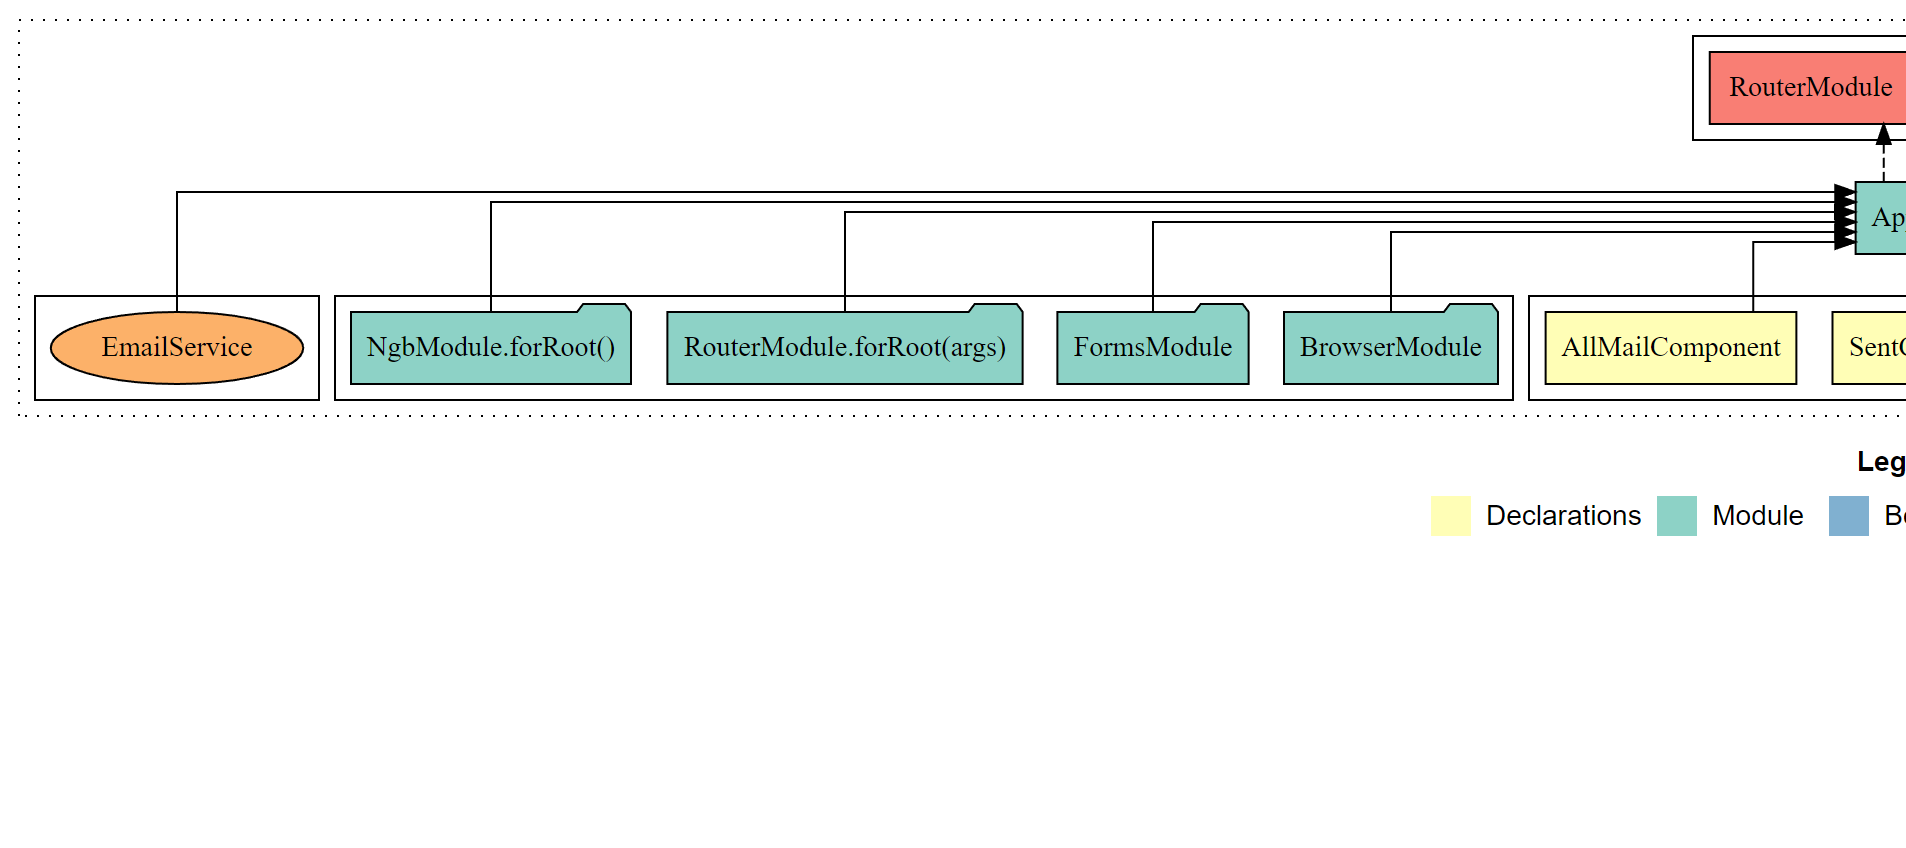 RouterModule
EmailService
NgbModule.forRoot()
RouterModule.forRoot(args)
FormsModule
BrowserModule
AllMailComponent
Declarations
Module